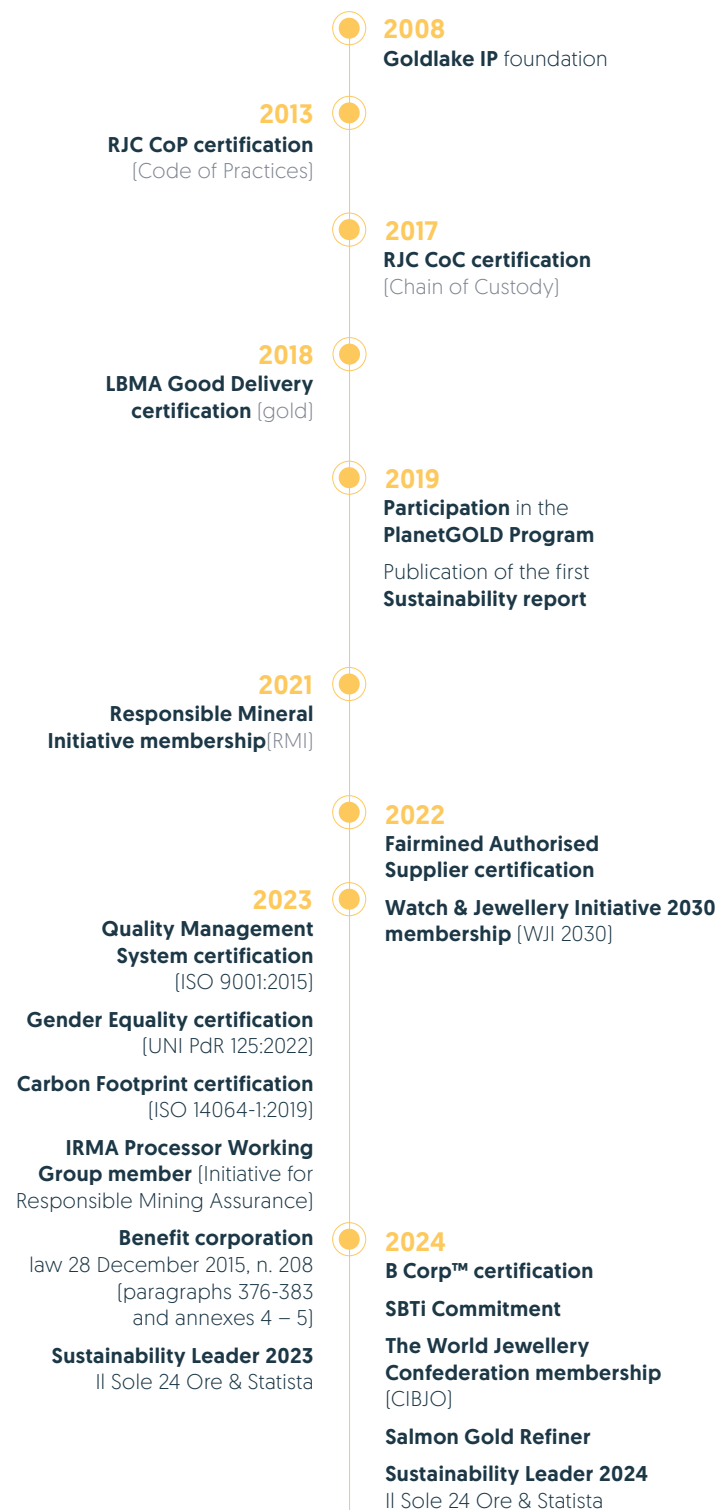 2008
Goldlake IP foundation
2013
RJC CoP certification
(Code of Practices)
2017
RJC CoC certification
(Chain of Custody)
2018
LBMA Good Delivery
certification (gold)
2019
Participation in the
PlanetGOLD Program
Publication of the first
Sustainability report
2021
Responsible Mineral
Initiative membership(RMI)
2022
Fairmined Authorised
Supplier certification
Watch & Jewellery Initiative 2030
membership (WJI 2030)
2023
Quality Management
System certification
(ISO 9001:2015)
Gender Equality certification
(UNI PdR 125:2022)
Carbon Footprint certification
(ISO 14064-1:2019)
IRMA Processor Working
Group member (Initiative for
Responsible Mining Assurance)
Benefit corporation
law 28 December 2015, n. 208
(paragraphs 376-383
and annexes 4 – 5)
Sustainability Leader 2023
Il Sole 24 Ore & Statista
2024
B Corp™ certification
SBTi Commitment
The World Jewellery
Confederation membership
(CIBJO)
Salmon Gold Refiner
Sustainability Leader 2024
Il Sole 24 Ore & Statista